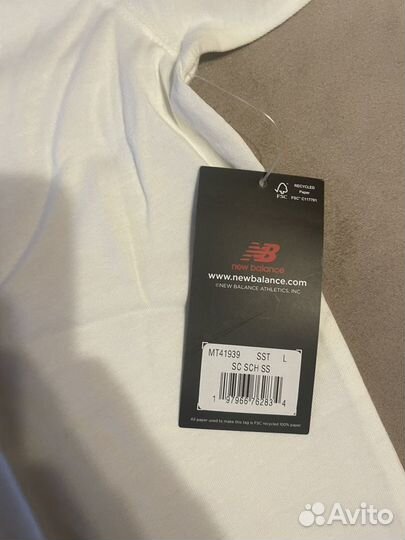 RECYCLED
Paper
FSC
FSC® C117791
NB
new balance
www.newbalance.com
©NEW BALANCE ATHLETICS, INC
MT41939 SST L
SC SCH SS
1 97966 76283 4
All paper used to make this tag is FSC recycled 100% paper
Avito